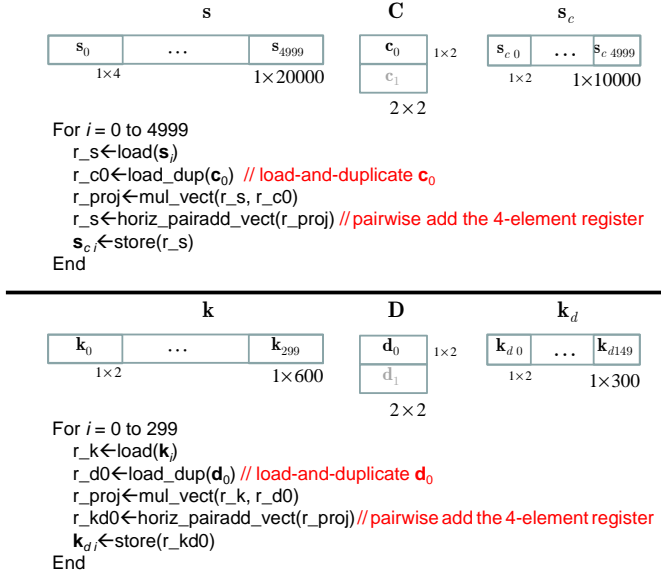 s C s_c
s_0 … s_4999 c_0 1×2 s_c 0 … s_c 4999
1×4 1×20000 c_1 1×2 1×10000
2×2
For i = 0 to 4999
r_s←load(s_i)
r_c0←load_dup(c_0) // load-and-duplicate c_0
r_proj←mul_vect(r_s, r_c0)
r_s←horiz_pairadd_vect(r_proj) // pairwise add the 4-element register
s_c i←store(r_s)
End
k D k_d
k_0 … k_299 d_0 1×2 k_d 0 … k_d149
1×2 1×600 d_1 1×2 1×300
2×2
For i = 0 to 299
r_k←load(k_i)
r_d0←load_dup(d_0) // load-and-duplicate d_0
r_proj←mul_vect(r_k, r_d0)
r_kd0←horiz_pairadd_vect(r_proj) // pairwise add the 4-element register
k_d i←store(r_kd0)
End